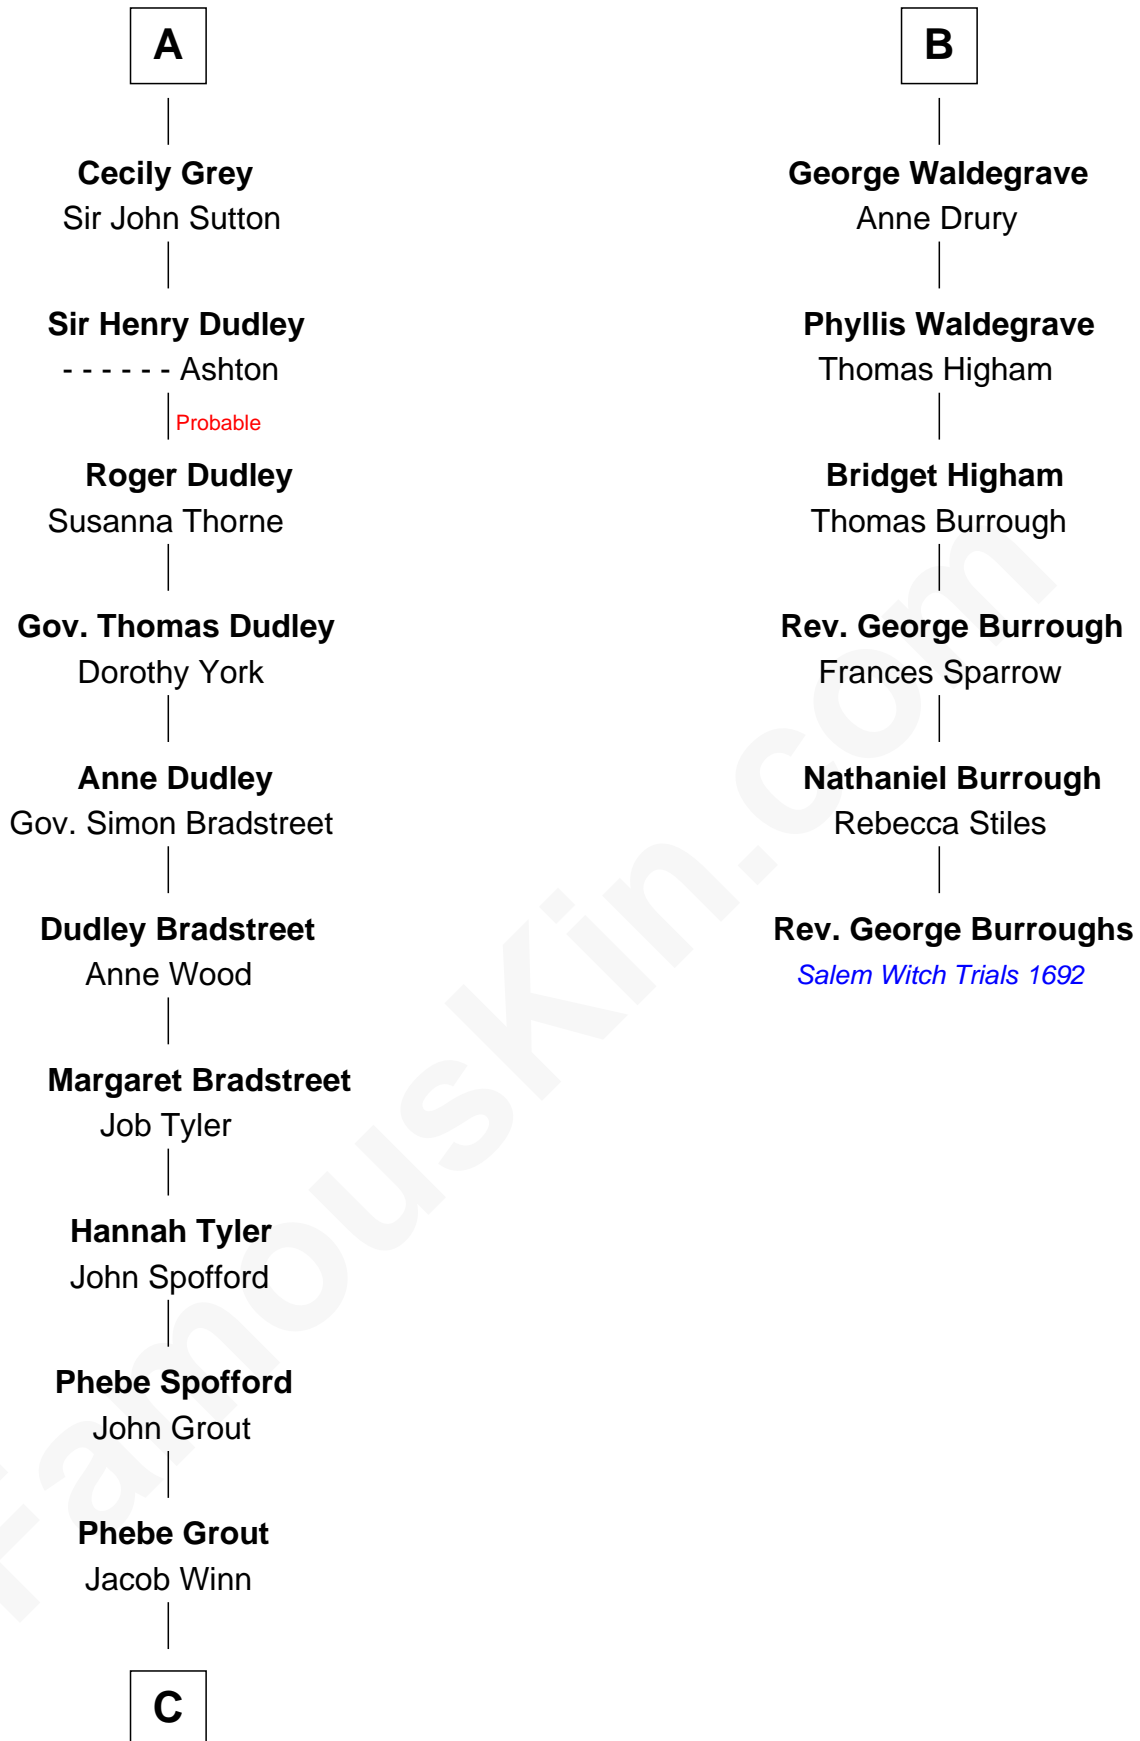 A
Cecily Grey
Sir John Sutton
Sir Henry Dudley
- - - - - - Ashton
Probable
Roger Dudley
Susanna Thorne
Gov. Thomas Dudley
Dorothy York
Anne Dudley
Gov. Simon Bradstreet
Dudley Bradstreet
Anne Wood
Margaret Bradstreet
Job Tyler
Hannah Tyler
John Spofford
Phebe Spofford
John Grout
Phebe Grout
Jacob Winn
C
B
George Waldegrave
Anne Drury
Phyllis Waldegrave
Thomas Higham
Bridget Higham
Thomas Burrough
Rev. George Burrough
Frances Sparrow
Nathaniel Burrough
Rebecca Stiles
Rev. George Burroughs
Salem Witch Trials 1692
FamousKin.com